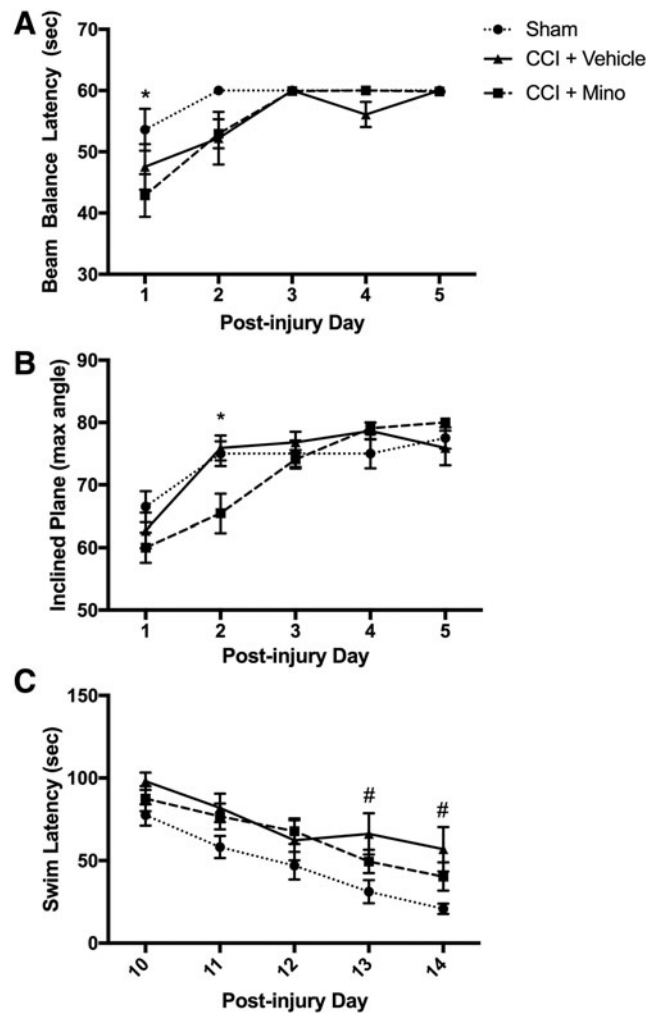 A
Beam Balance Latency (sec)
70
60
50
40
30
*
1 2 3 4 5
Post-injury Day
Sham
CCI + Vehicle
CCI + Mino
B
Inclined Plane (max angle)
90
80
70
60
50
*
1 2 3 4 5
Post-injury Day
C
Swim Latency (sec)
150
100
50
0
# #
10 11 12 13 14
Post-injury Day